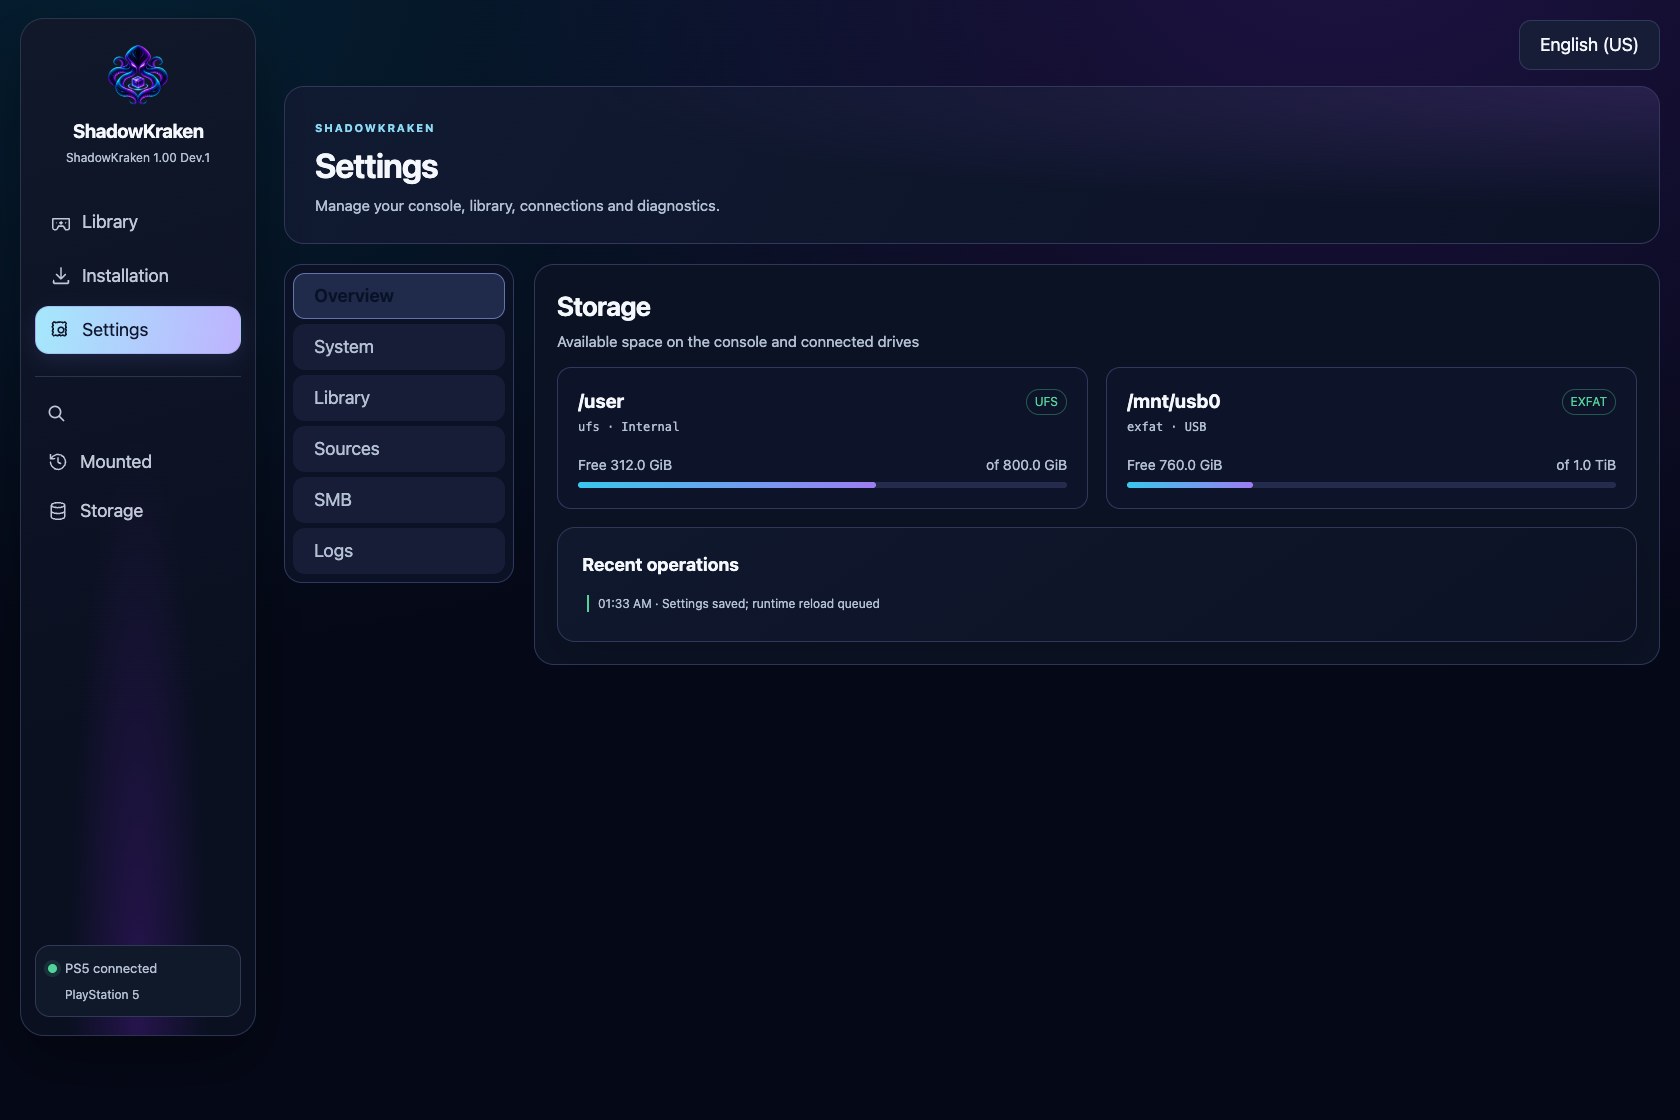 ShadowKraken
ShadowKraken 1.00 Dev.1
Library
Installation
Settings
Mounted
Storage
PS5 connected
PlayStation 5
English (US)
SHADOWKRAKEN
Settings
Manage your console, library, connections and diagnostics.
Overview
System
Library
Sources
SMB
Logs
Storage
Available space on the console and connected drives
/user
UFS
ufs · Internal
Free 312.0 GiB
of 800.0 GiB
/mnt/usb0
EXFAT
exfat · USB
Free 760.0 GiB
of 1.0 TiB
Recent operations
01:33 AM · Settings saved; runtime reload queued